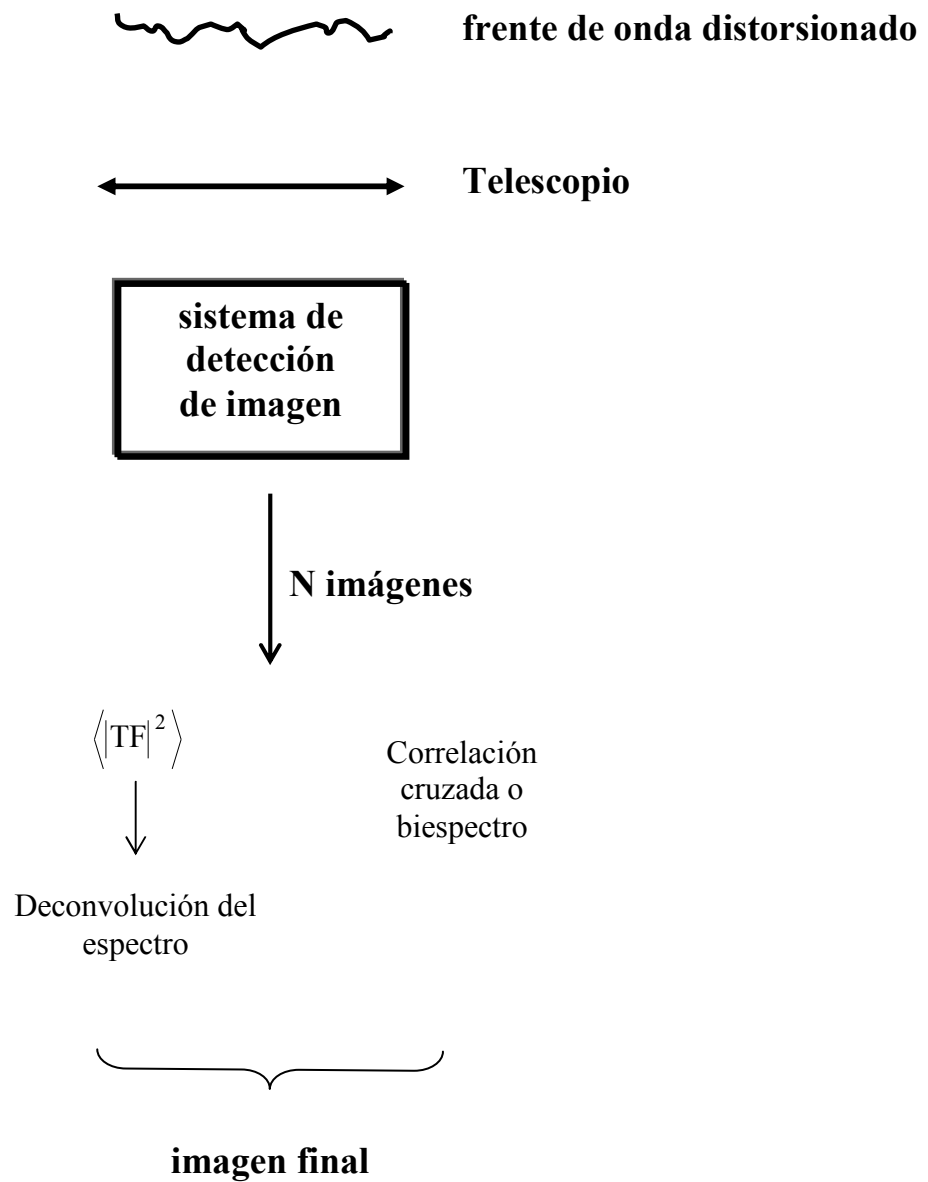 frente de onda distorsionado
Telescopio
sistema de
detección
de imagen
N imágenes
⟨|TF|²⟩
Correlación
cruzada o
biespectro
Deconvolución del
espectro
imagen final